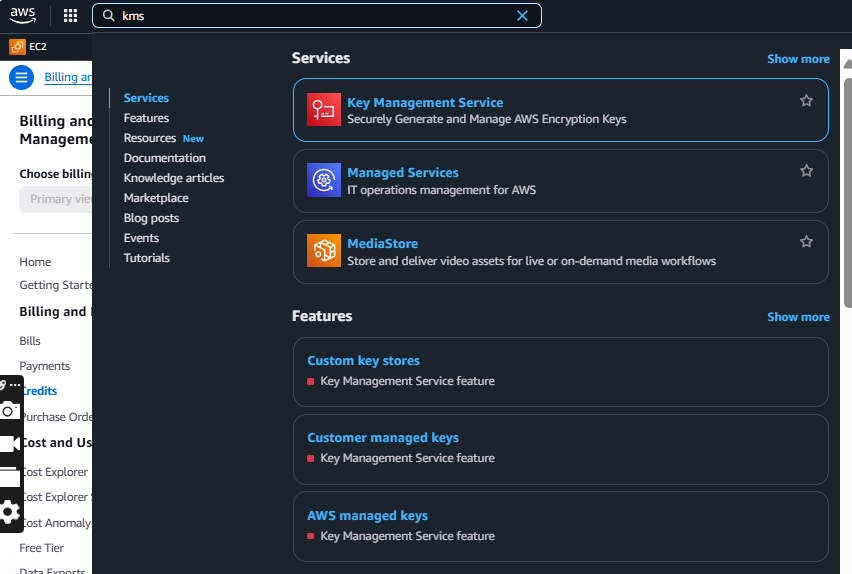 aws
kms
EC2
Billing an
Billing and
Manageme
Choose billin
Primary vie
Home
Getting Starte
Billing and
Bills
Payments
Credits
Purchase Orde
Cost and Us
Cost Explorer
Cost Explorer S
Cost Anomaly
Free Tier
Data Exports
Services
Features
Resources New
Documentation
Knowledge articles
Marketplace
Blog posts
Events
Tutorials
Services
Show more
Key Management Service
Securely Generate and Manage AWS Encryption Keys
Managed Services
IT operations management for AWS
MediaStore
Store and deliver video assets for live or on-demand media workflows
Features
Show more
Custom key stores
Key Management Service feature
Customer managed keys
Key Management Service feature
AWS managed keys
Key Management Service feature